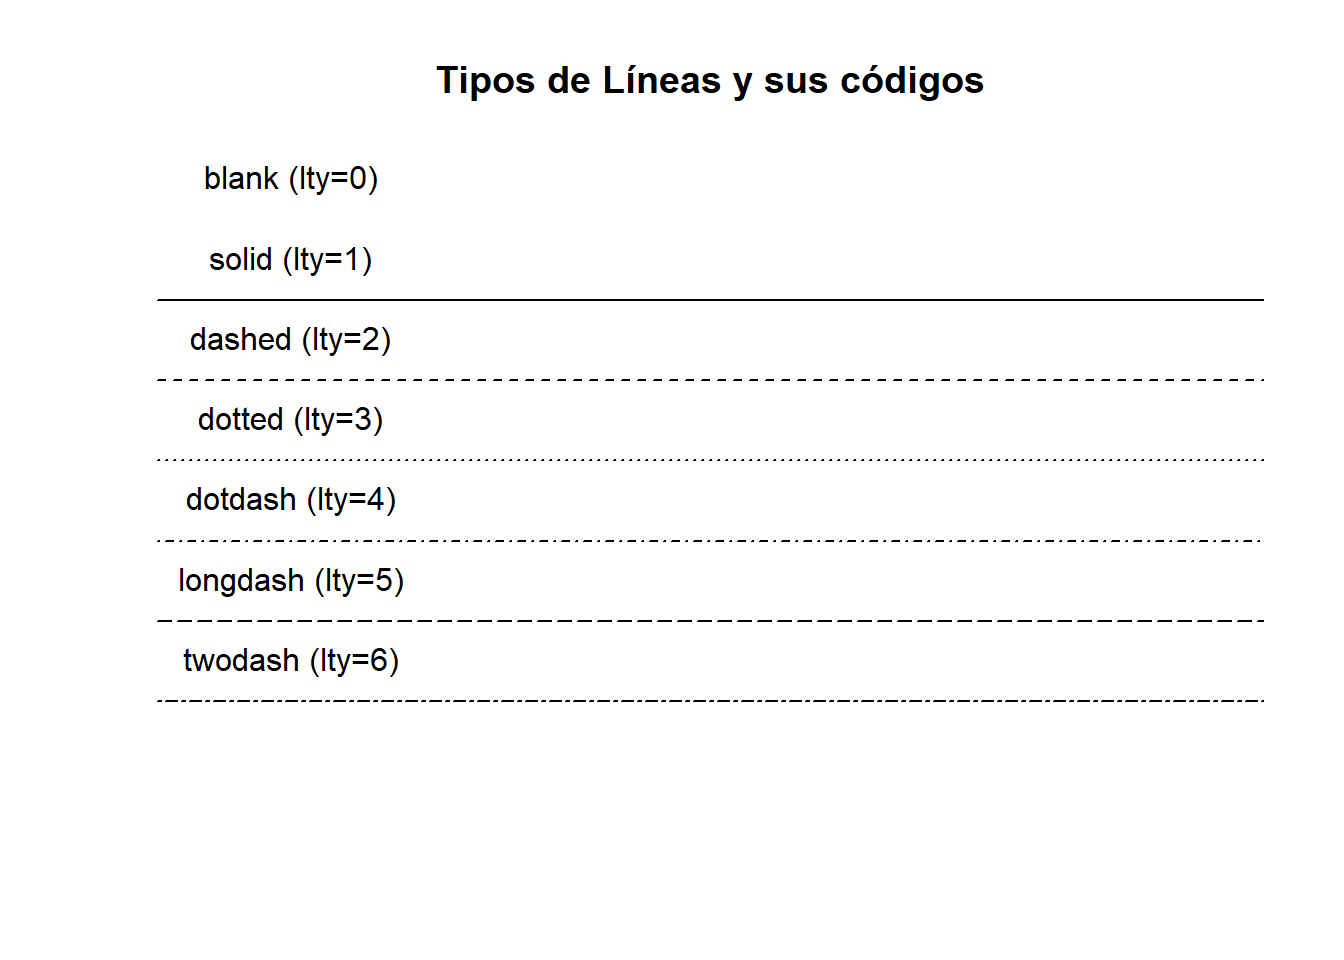 Tipos de Líneas y sus códigos
blank (lty=0)
solid (lty=1)
dashed (lty=2)
dotted (lty=3)
dotdash (lty=4)
longdash (lty=5)
twodash (lty=6)